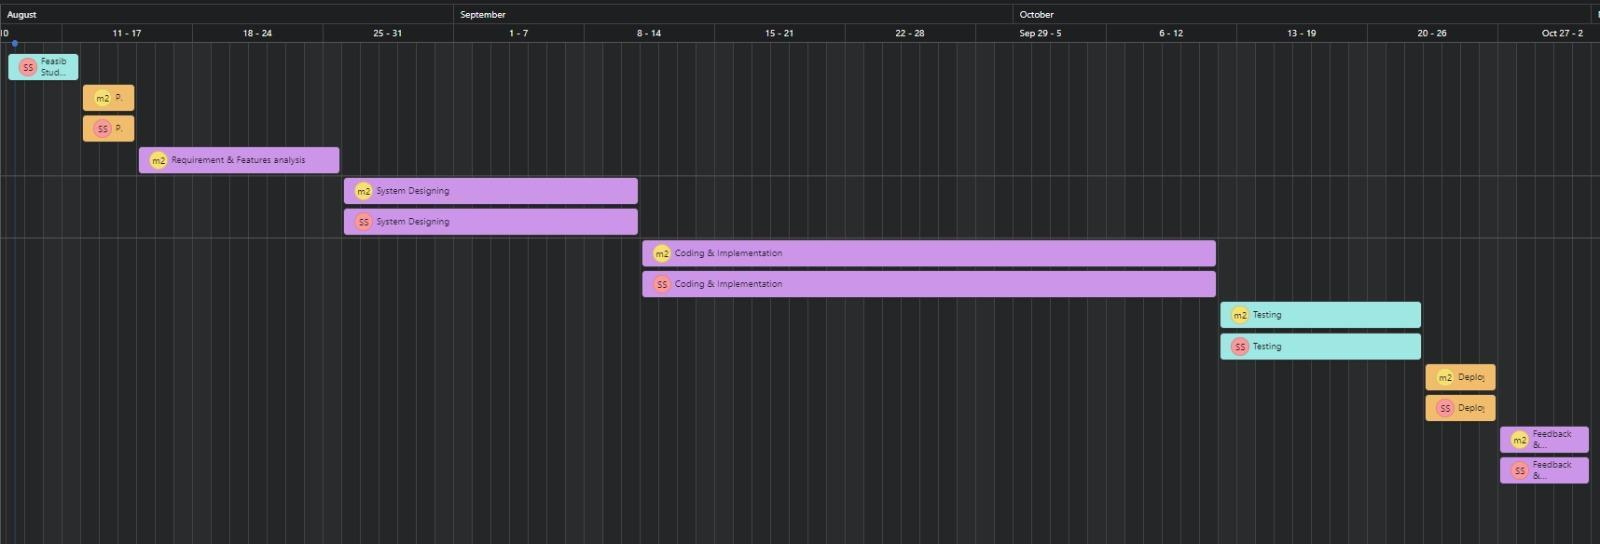 August September October
10 11 - 17 18 - 24 25 - 31 1 - 7 8 - 14 15 - 21 22 - 28 Sep 29 - 5 6 - 12 13 - 19 20 - 26 Oct 27 - 2
SS Feasib
Stud...
m2 P.
SS P.
m2 Requirement & Features analysis
m2 System Designing
SS System Designing
m2 Coding & Implementation
SS Coding & Implementation
m2 Testing
SS Testing
m2 Deploy
SS Deploy
m2 Feedback
&...
SS Feedback
&...